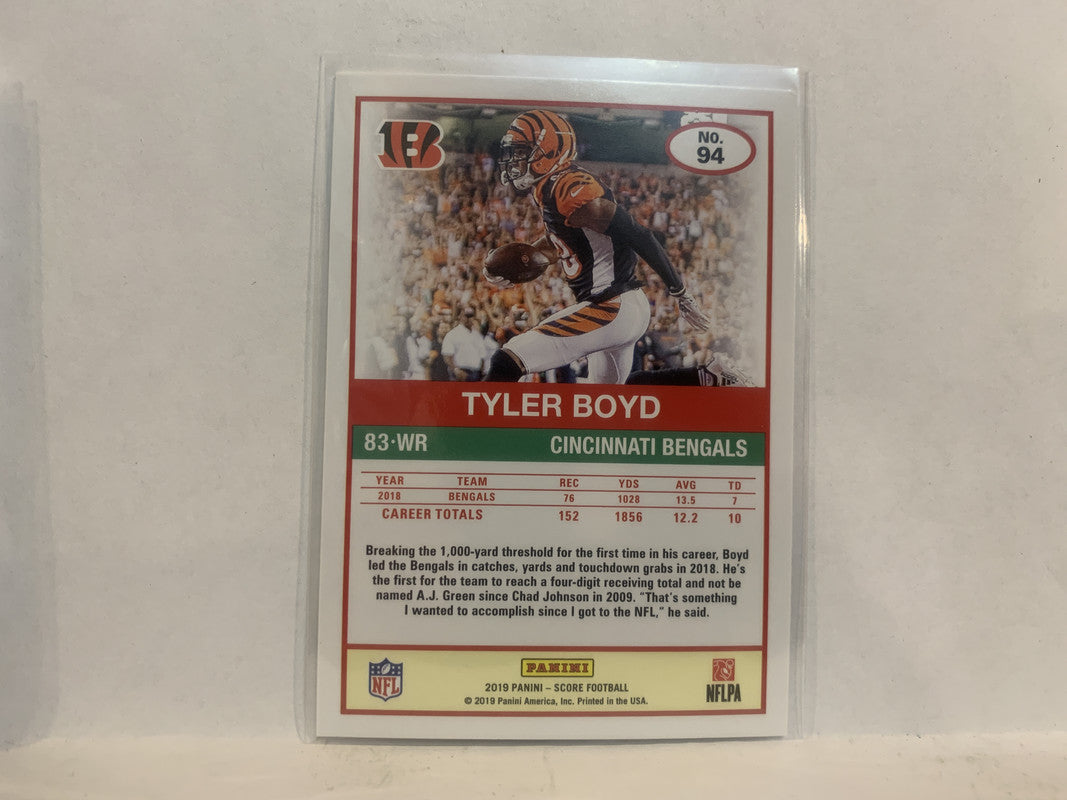 No.
94
TYLER BOYD
83·WR CINCINNATI BENGALS
YEAR TEAM REC YDS AVG TD
2018 BENGALS 76 1028 13.5 7
CAREER TOTALS 152 1856 12.2 10
Breaking the 1,000-yard threshold for the first time in his career, Boyd
led the Bengals in catches, yards and touchdown grabs in 2018. He's
the first for the team to reach a four-digit receiving total and not be
named A.J. Green since Chad Johnson in 2009. "That's something
I wanted to accomplish since I got to the NFL," he said.
NFL
PANINI
NFLPA
2019 PANINI – SCORE FOOTBALL
© 2019 Panini America, Inc. Printed in the USA.